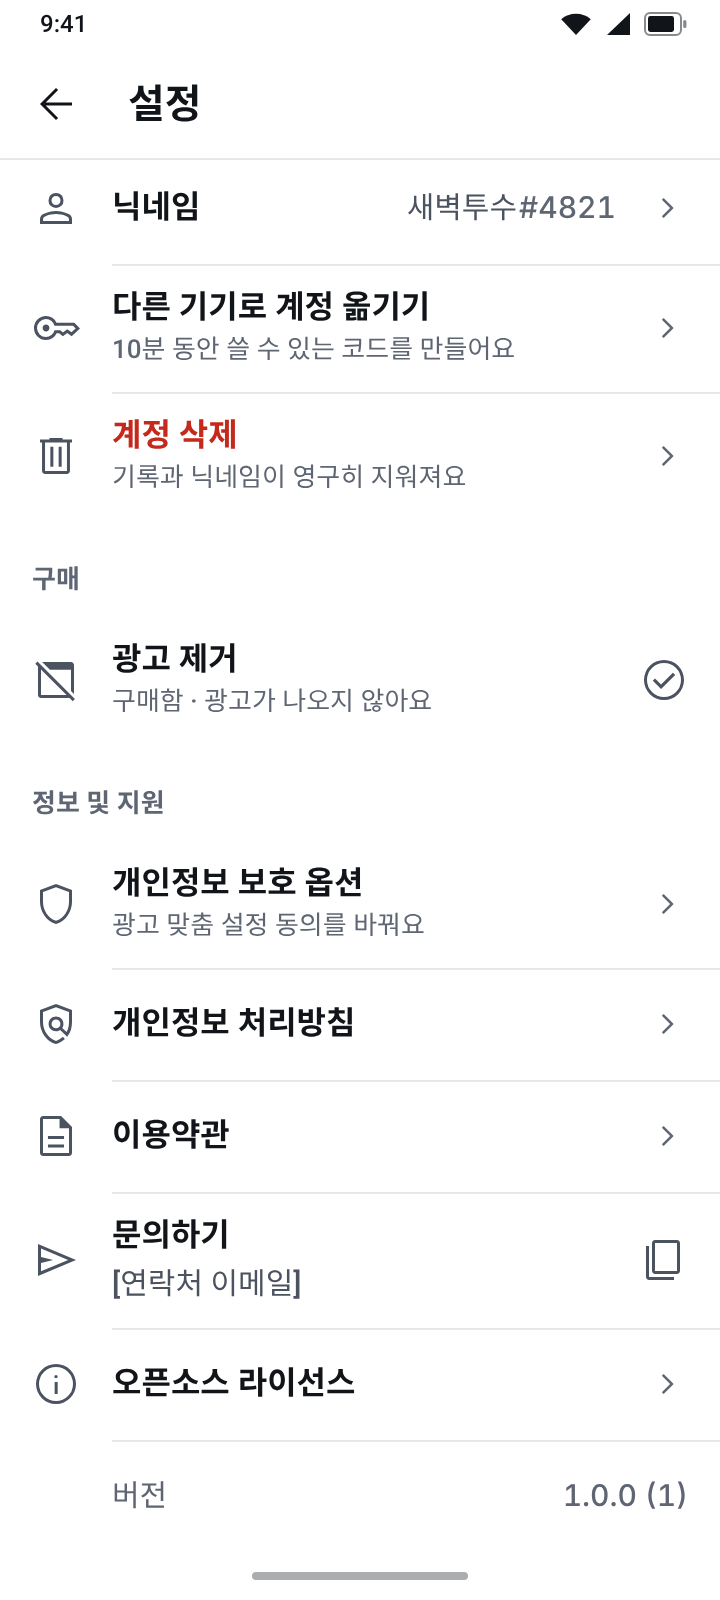 9:41
설정
닉네임 새벽투수#4821
다른 기기로 계정 옮기기
10분 동안 쓸 수 있는 코드를 만들어요
계정 삭제
기록과 닉네임이 영구히 지워져요
구매
광고 제거
구매함 · 광고가 나오지 않아요
정보 및 지원
개인정보 보호 옵션
광고 맞춤 설정 동의를 바꿔요
개인정보 처리방침
이용약관
문의하기
[연락처 이메일]
오픈소스 라이선스
버전 1.0.0 (1)